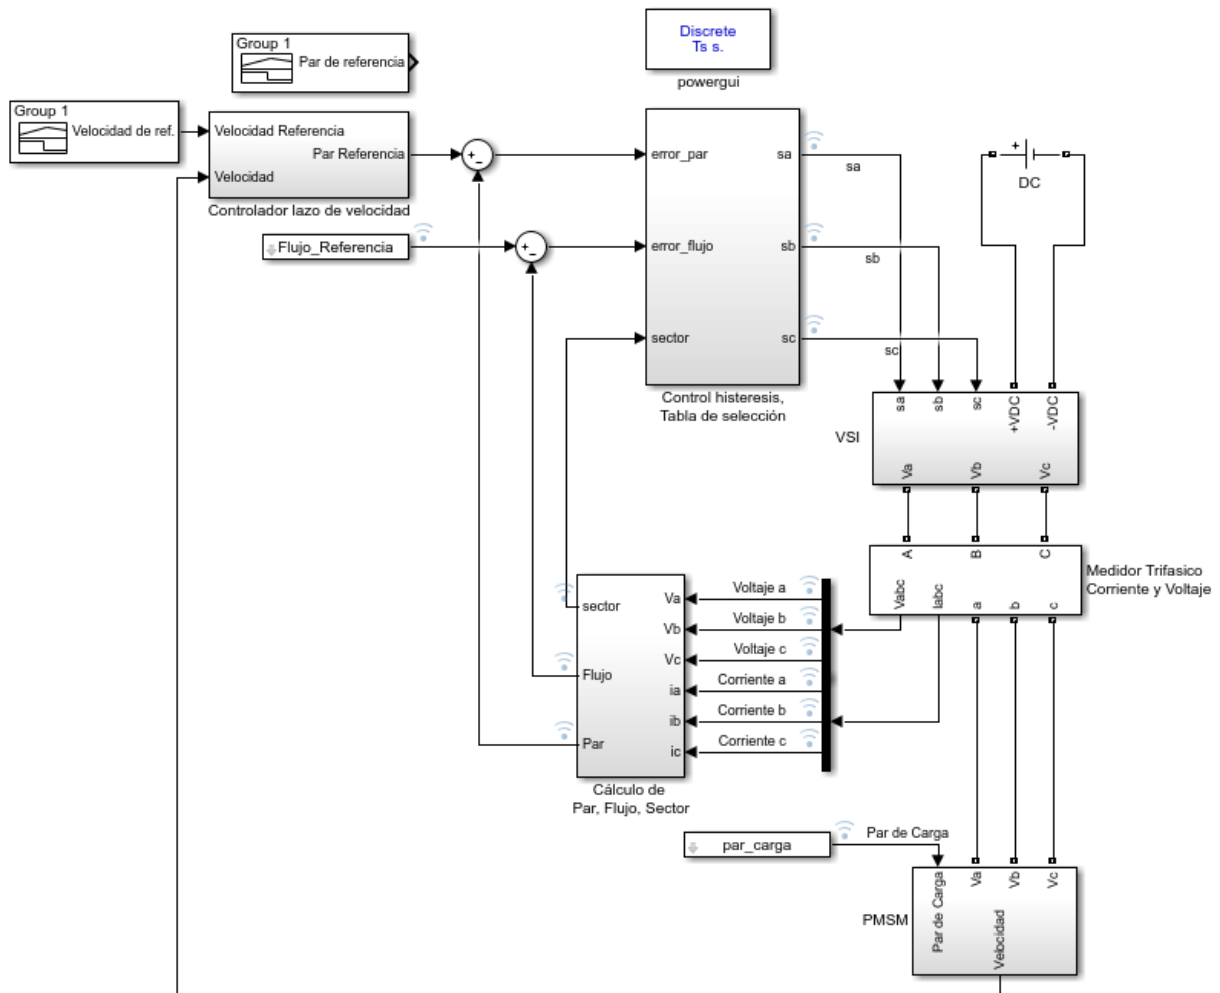 Group 1
Par de referencia
Discrete
Ts s.
powergui
Group 1
Velocidad de ref.
Velocidad Referencia
Par Referencia
Velocidad
Controlador lazo de velocidad
Flujo_Referencia
error_par
error_flujo
sector
sa
sb
sc
Control histeresis,
Tabla de selección
sa
sb
sc
+
DC
sa
sb
sc
+VDC
-VDC
VSI
Va
Vb
Vc
A
B
C
Vabc
Iabc
a
b
c
Medidor Trifasico
Corriente y Voltaje
sector
Flujo
Par
Va
Vb
Vc
ia
ib
ic
Voltaje a
Voltaje b
Voltaje c
Corriente a
Corriente b
Corriente c
Cálculo de
Par, Flujo, Sector
par_carga
Par de Carga
PMSM
Par de Carga
Va
Vb
Vc
Velocidad